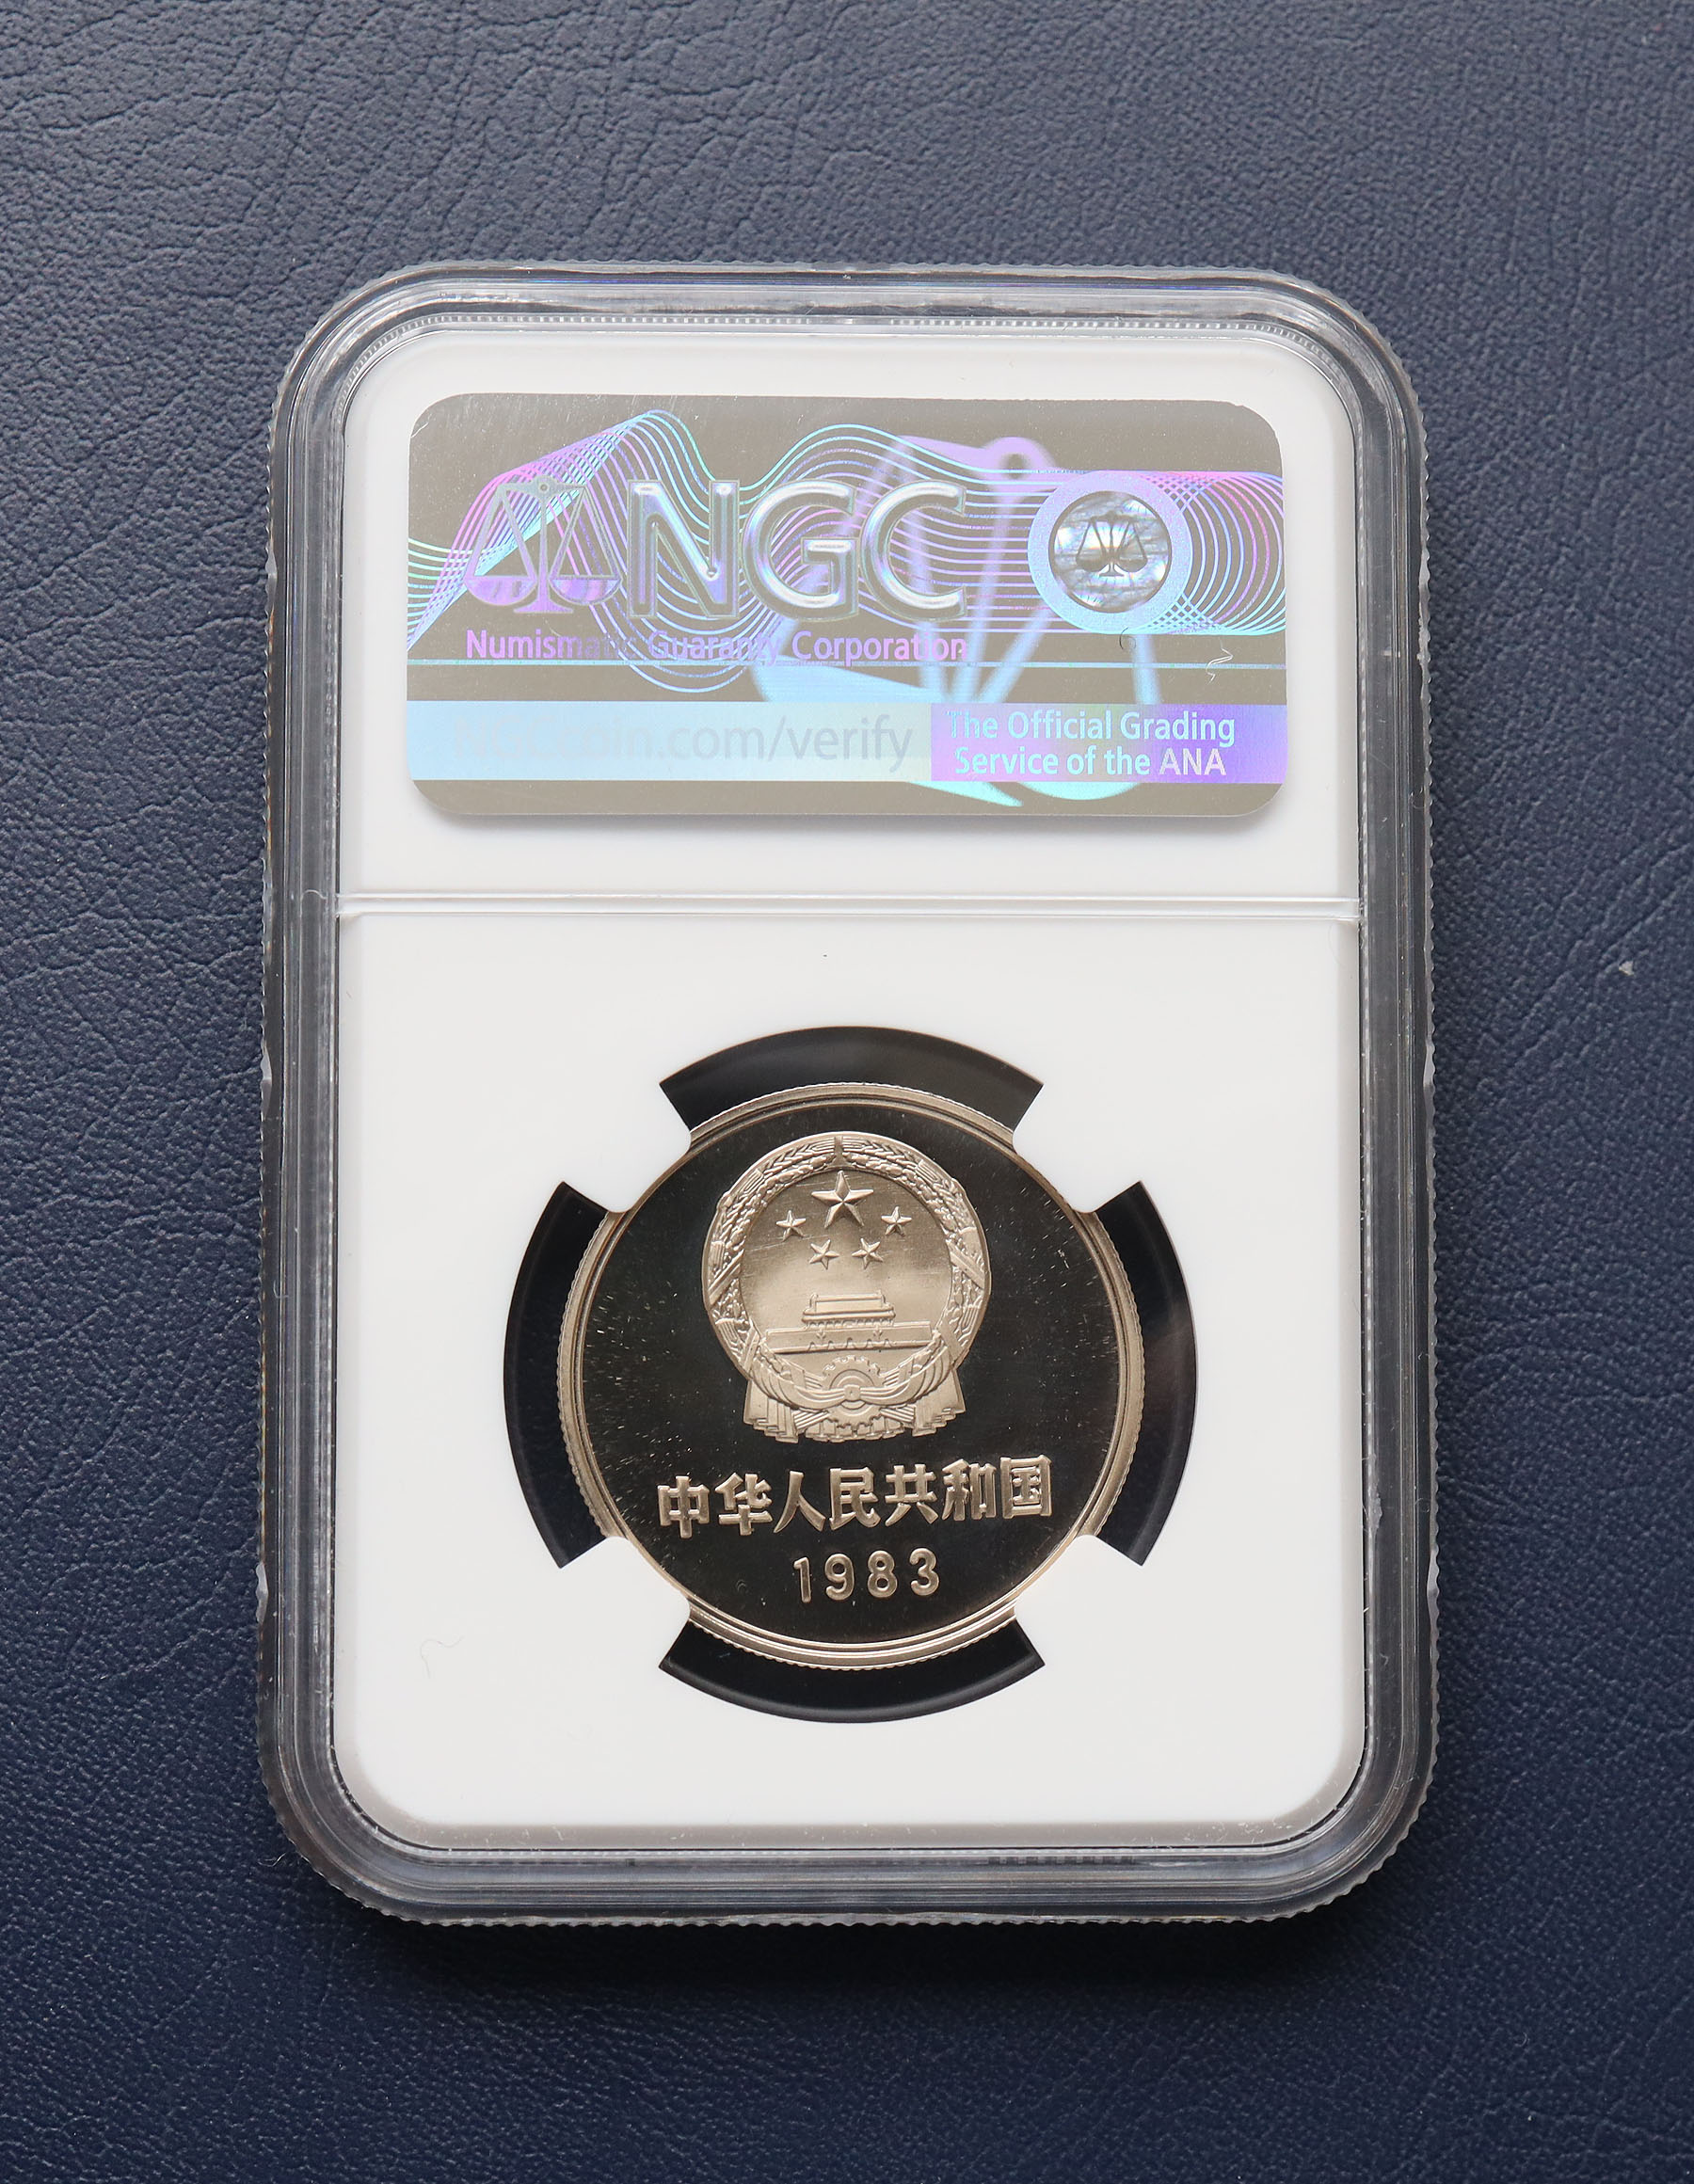 NGC
Numismatic Guaranty Corporation
NGCcoin.com/verify
The Official Grading
Service of the ANA
中华人民共和国
1983